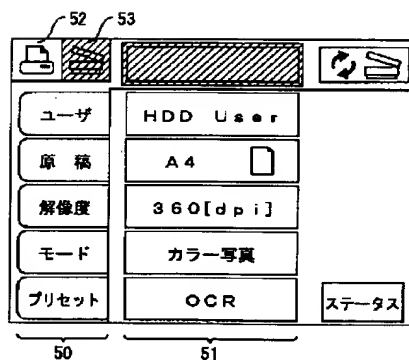 52 53
ユーザ HDD User
原 稿 A4
解像度 360[dpi]
モード カラー写真
プリセット OCR ステータス
50 51